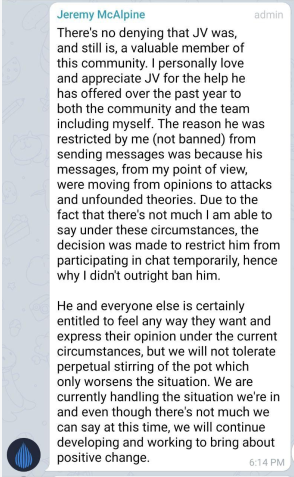 Jeremy McAlpine admin
There's no denying that JV was,
and still is, a valuable member of
this community. I personally love
and appreciate JV for the help he
has offered over the past year to
both the community and the team
including myself. The reason he was
restricted by me (not banned) from
sending messages was because his
messages, from my point of view,
were moving from opinions to attacks
and unfounded theories. Due to the
fact that there's not much I am able to
say under these circumstances, the
decision was made to restrict him from
participating in chat temporarily, hence
why I didn't outright ban him.
He and everyone else is certainly
entitled to feel any way they want and
express their opinion under the current
circumstances, but we will not tolerate
perpetual stirring of the pot which
only worsens the situation. We are
currently handling the situation we're in
and even though there's not much we
can say at this time, we will continue
developing and working to bring about
positive change.
6:14 PM